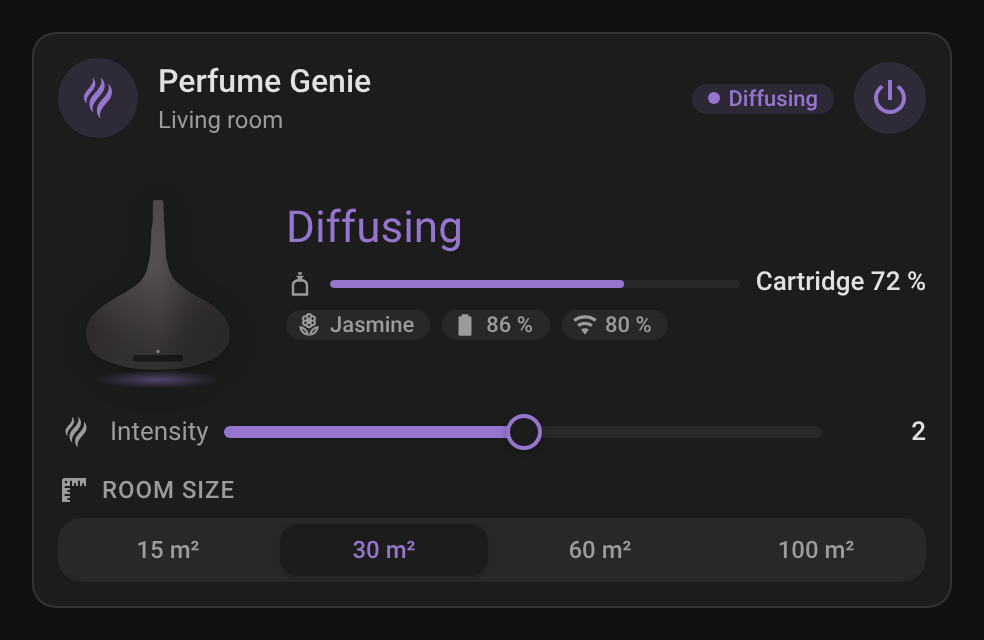 Perfume Genie
Living room
Diffusing
Diffusing
Cartridge 72 %
Jasmine 86 % 80 %
Intensity 2
ROOM SIZE
15 m² 30 m² 60 m² 100 m²